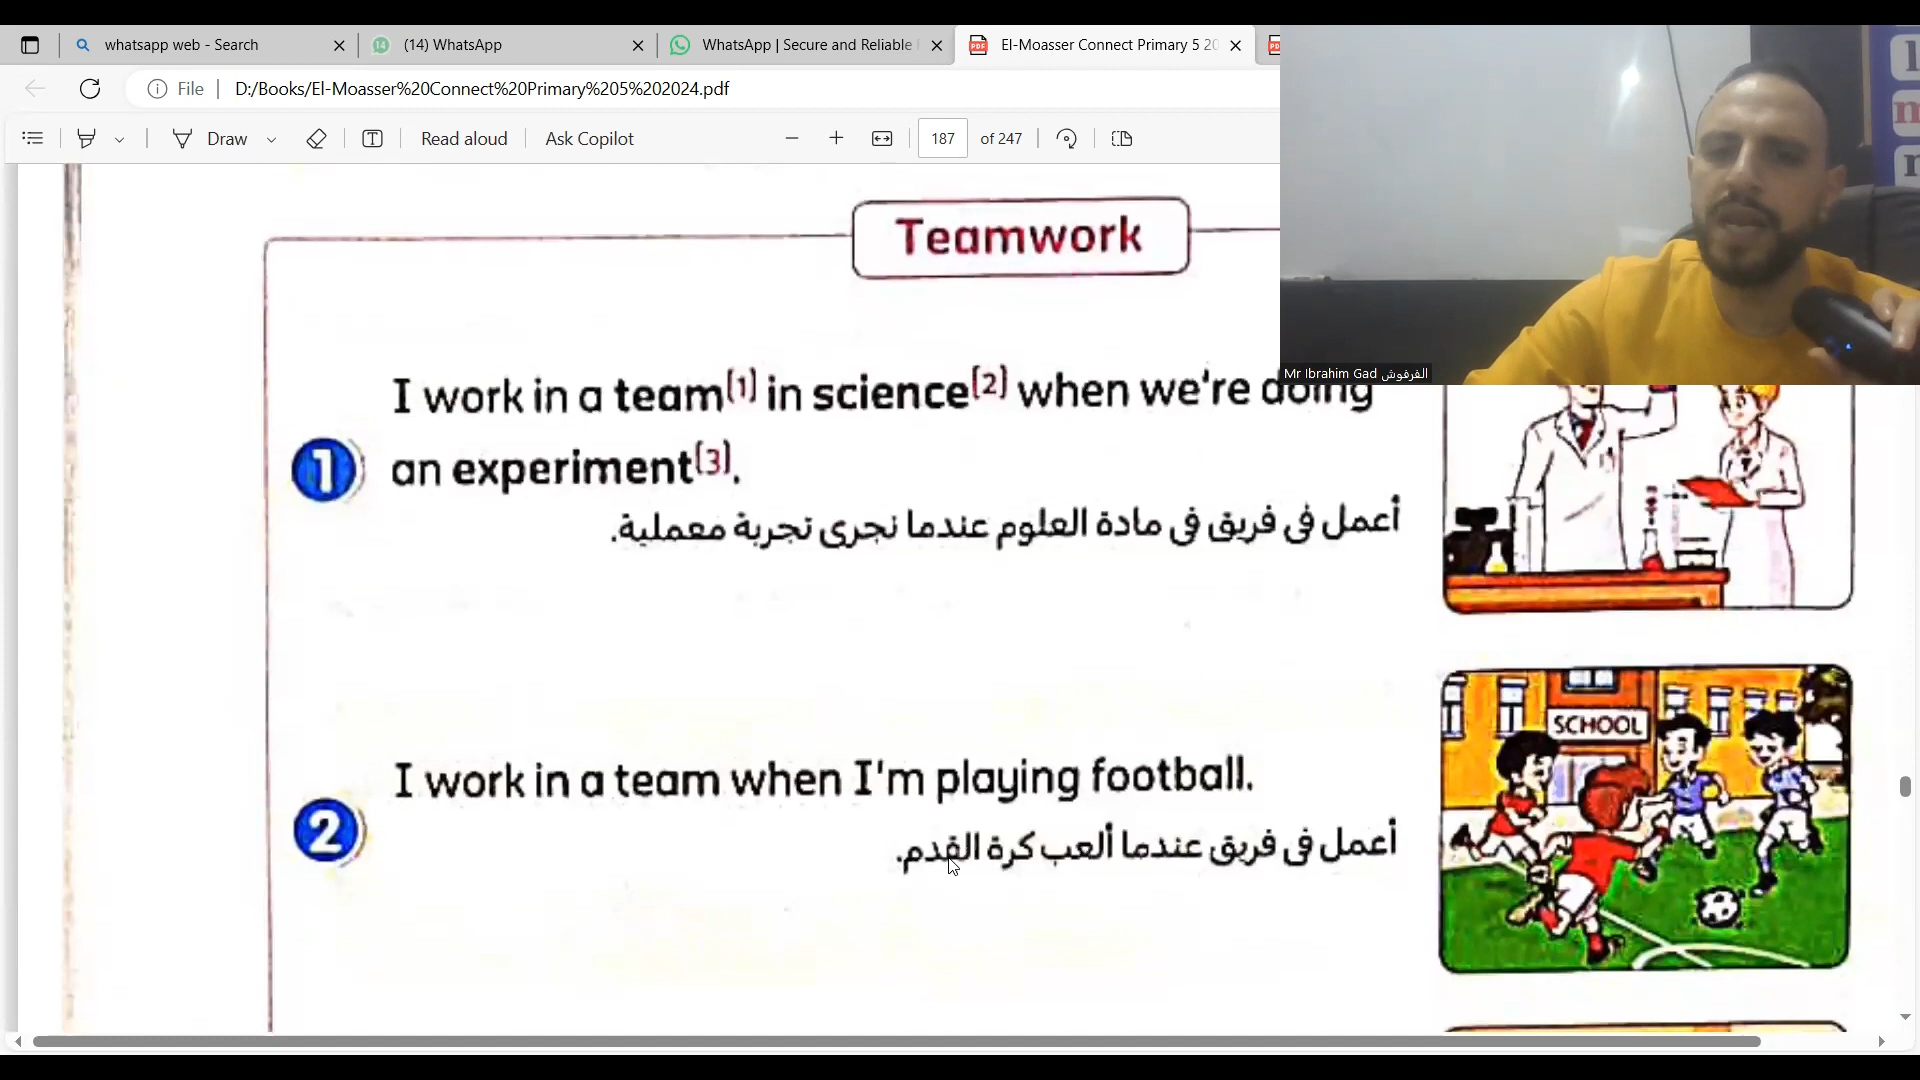 whatsapp web - Search
(14) WhatsApp
WhatsApp | Secure and Reliable
El-Moasser Connect Primary 5 20
File
D:/Books/El-Moasser%20Connect%20Primary%205%202024.pdf
Draw
Read aloud
Ask Copilot
187 of 247
Mr Ibrahim Gad الفرفوش
Teamwork
I work in a team(1) in science(2) when we're doing
1
an experiment(3).
أعمل فى فريق فى مادة العلوم عندما نجرى تجربة معملية.
SCHOOL
I work in a team when I'm playing football.
2
أعمل فى فريق عندما ألعب كرة القدم.